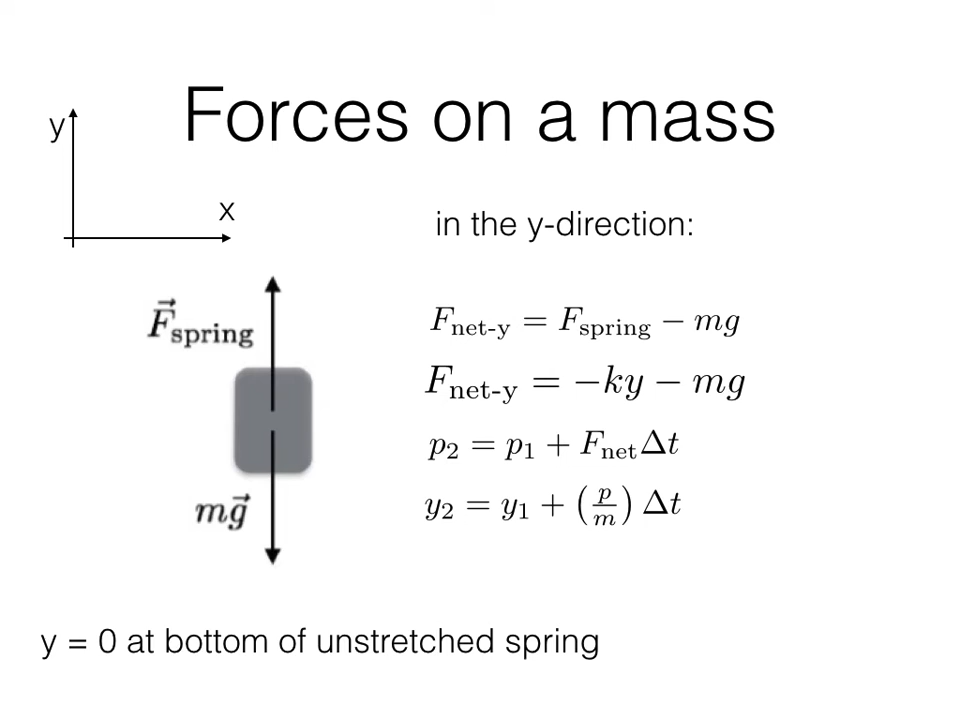 Forces on a mass
y
x
in the y-direction:
F⃗spring
Fnet-y = Fspring − mg
Fnet-y = −ky − mg
p₂ = p₁ + FnetΔt
mg⃗
y₂ = y₁ + (p/m) Δt
y = 0 at bottom of unstretched spring